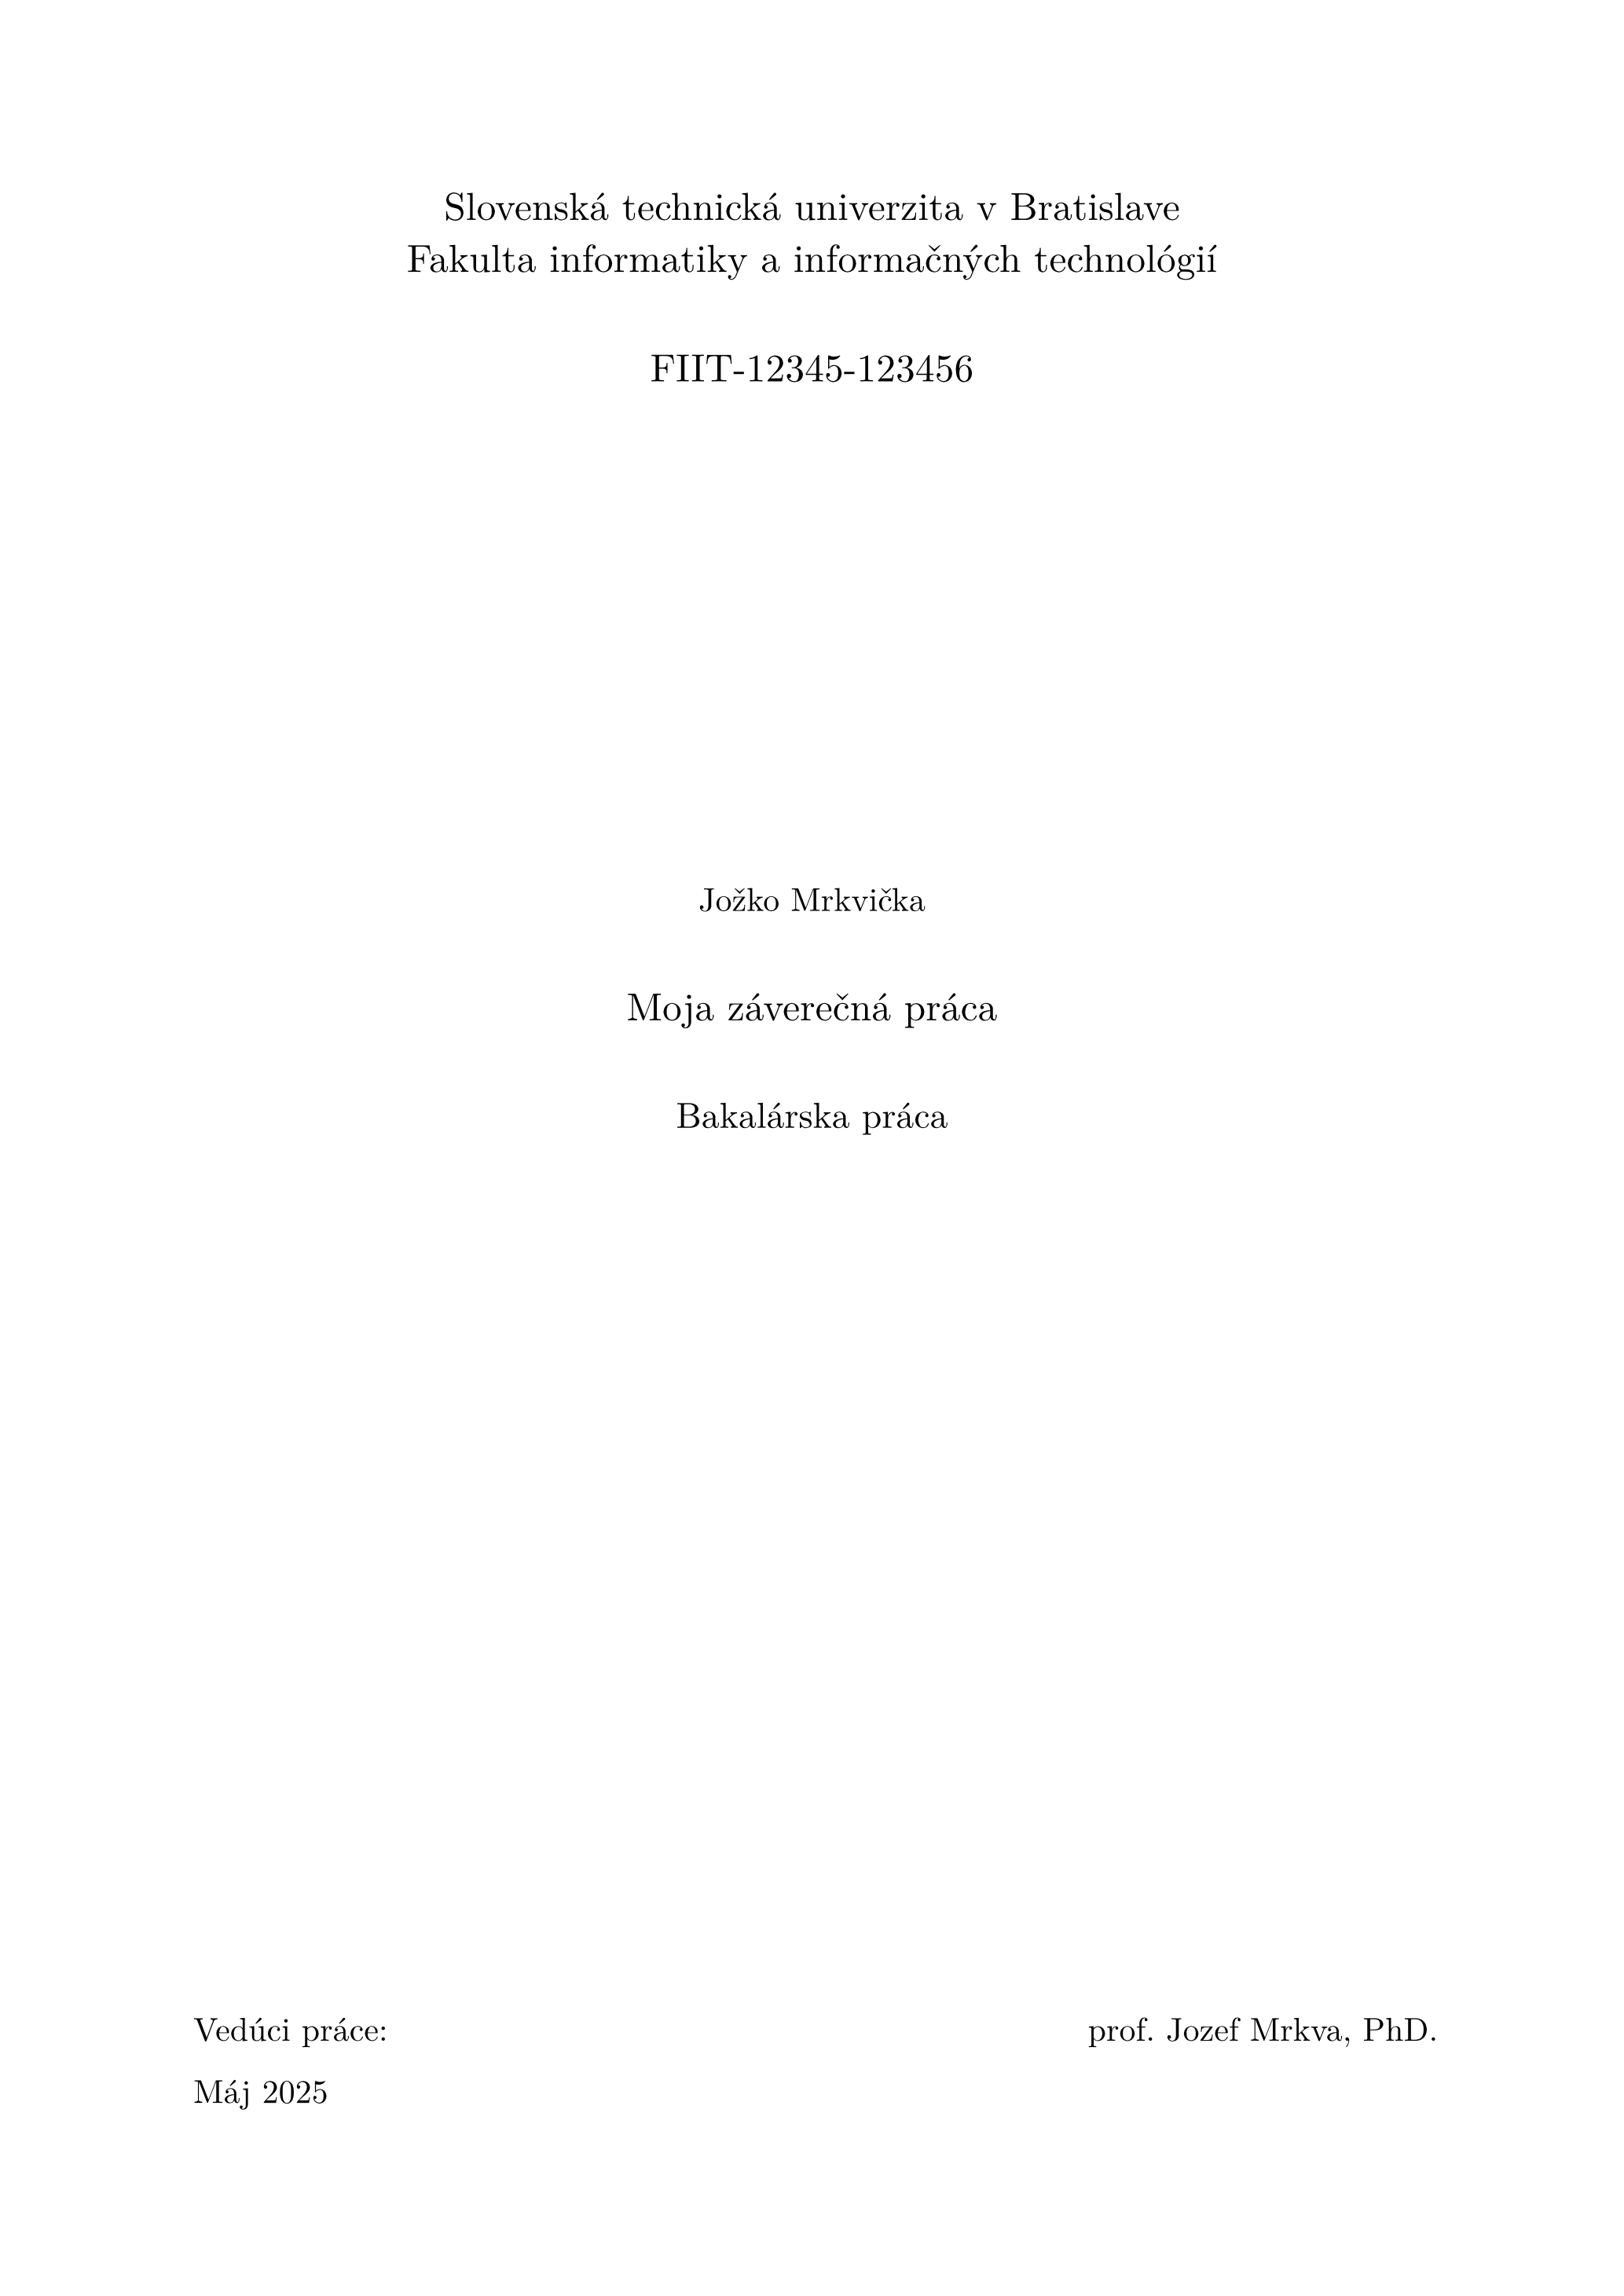 Slovenská technická univerzita v Bratislave
Fakulta informatiky a informačných technológií
FIIT-12345-123456
Jožko Mrkvička
Moja záverečná práca
Bakalárska práca
Vedúci práce: prof. Jozef Mrkva, PhD.
Máj 2025